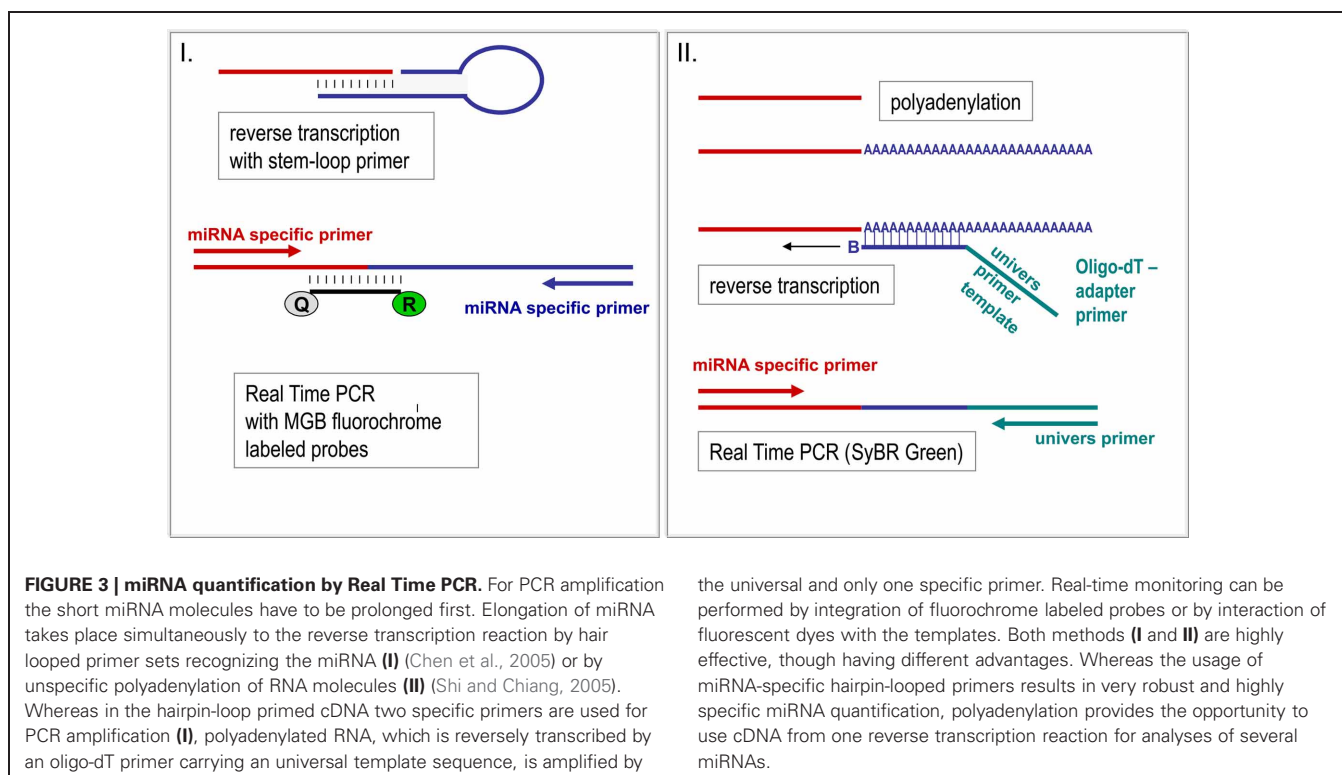 I.
reverse transcription
with stem-loop primer
miRNA specific primer
Q
R
miRNA specific primer
Real Time PCR
with MGB fluorochrome
labeled probes
II.
polyadenylation
AAAAAAAAAAAAAAAAAAAAAAAAAAA
AAAAAAAAAAAAAAAAAAAAAAAAAAA
B
reverse transcription
univers
primer
template
Oligo-dT –
adapter
primer
miRNA specific primer
univers primer
Real Time PCR (SyBR Green)
FIGURE 3 | miRNA quantification by Real Time PCR. For PCR amplification
the short miRNA molecules have to be prolonged first. Elongation of miRNA
takes place simultaneously to the reverse transcription reaction by hair
looped primer sets recognizing the miRNA (I) (Chen et al., 2005) or by
unspecific polyadenylation of RNA molecules (II) (Shi and Chiang, 2005).
Whereas in the hairpin-loop primed cDNA two specific primers are used for
PCR amplification (I), polyadenylated RNA, which is reversely transcribed by
an oligo-dT primer carrying an universal template sequence, is amplified by
the universal and only one specific primer. Real-time monitoring can be
performed by integration of fluorochrome labeled probes or by interaction of
fluorescent dyes with the templates. Both methods (I and II) are highly
effective, though having different advantages. Whereas the usage of
miRNA-specific hairpin-looped primers results in very robust and highly
specific miRNA quantification, polyadenylation provides the opportunity to
use cDNA from one reverse transcription reaction for analyses of several
miRNAs.